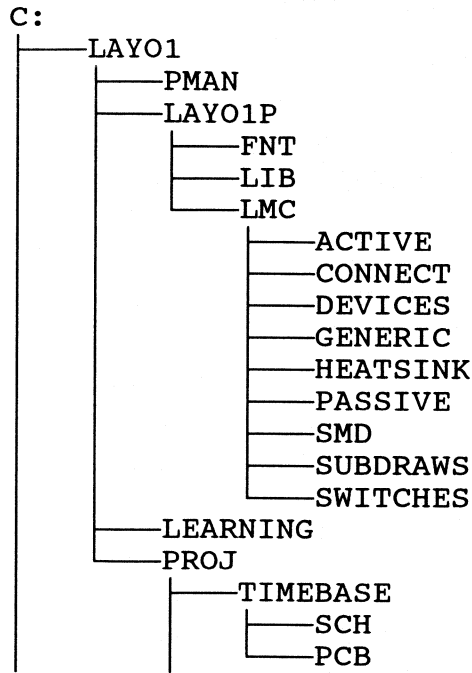 C:
LAYO1
PMAN
LAYO1P
FNT
LIB
LMC
ACTIVE
CONNECT
DEVICES
GENERIC
HEATSINK
PASSIVE
SMD
SUBDRAWS
SWITCHES
LEARNING
PROJ
TIMEBASE
SCH
PCB